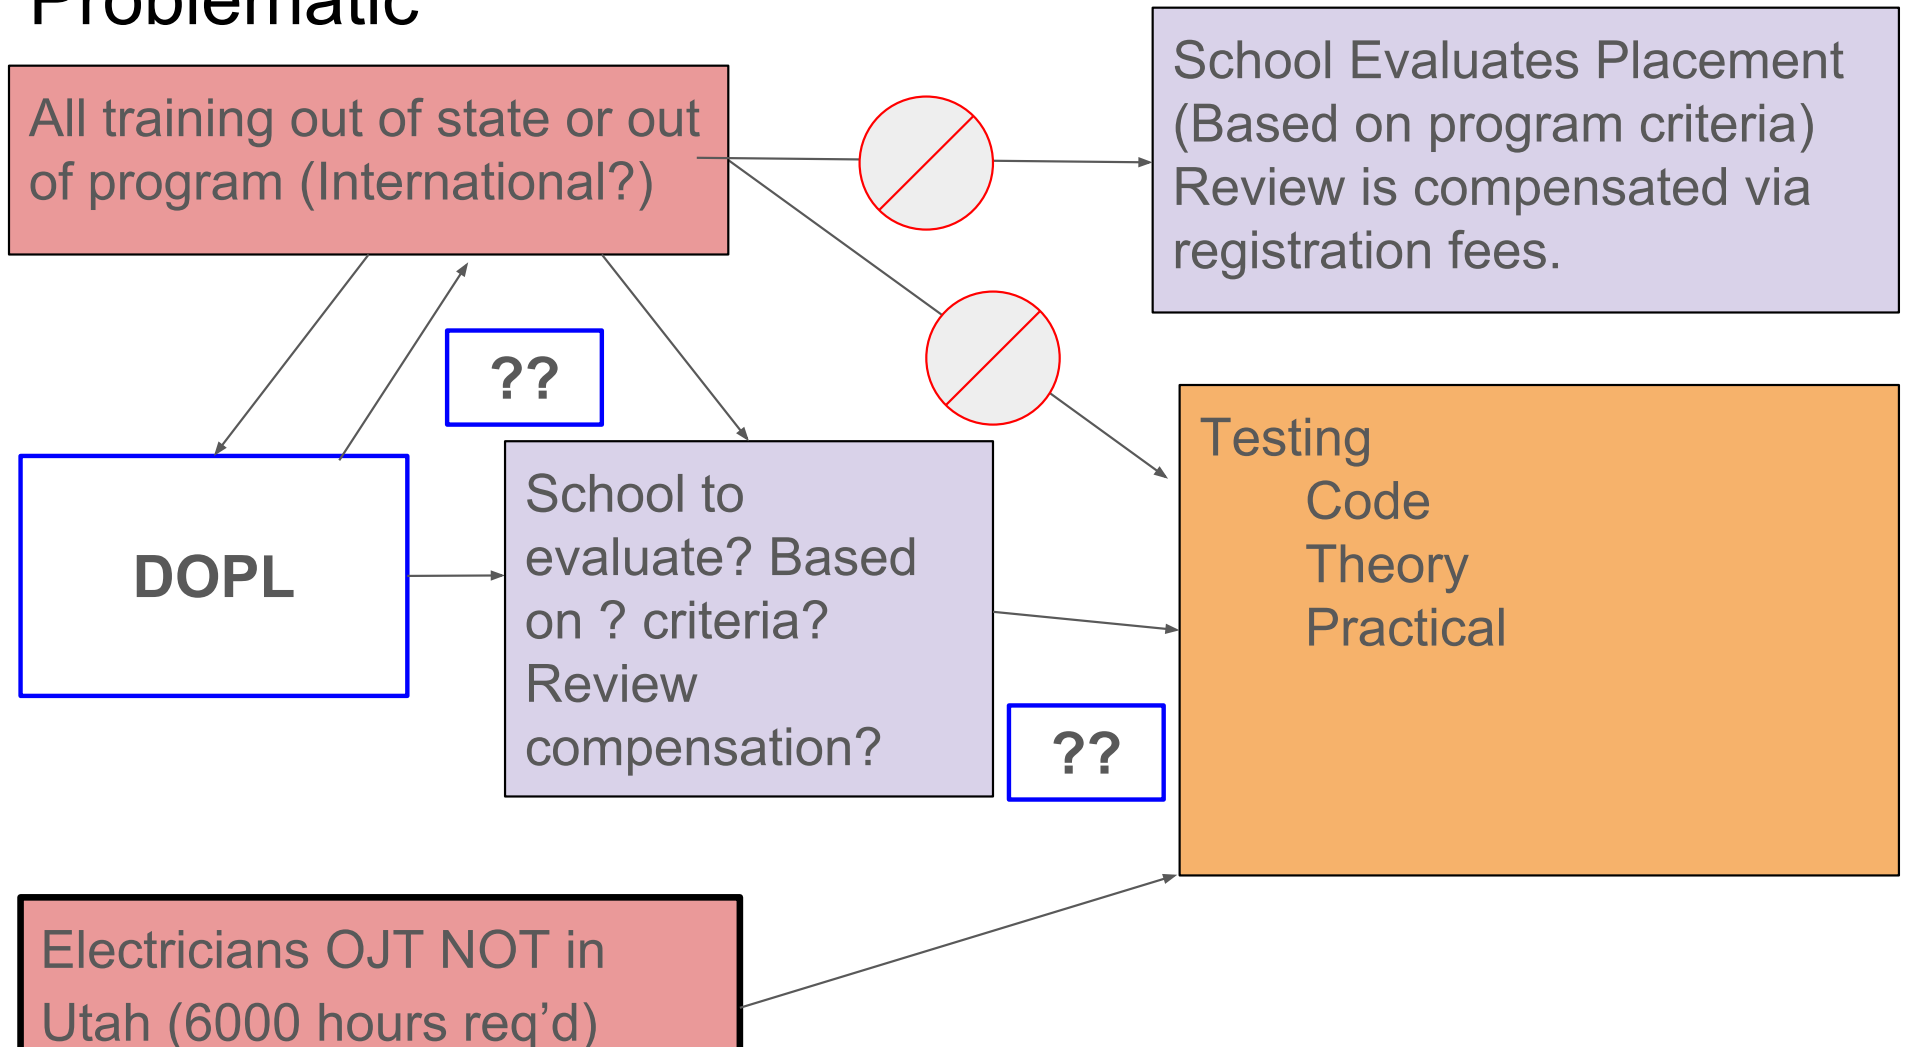 Problematic
All training out of state or out
of program (International?)
School Evaluates Placement
(Based on program criteria)
Review is compensated via
registration fees.
??
DOPL
School to
evaluate? Based
on ? criteria?
Review
compensation?
Testing
Code
Theory
Practical
??
Electricians OJT NOT in
Utah (6000 hours req’d)